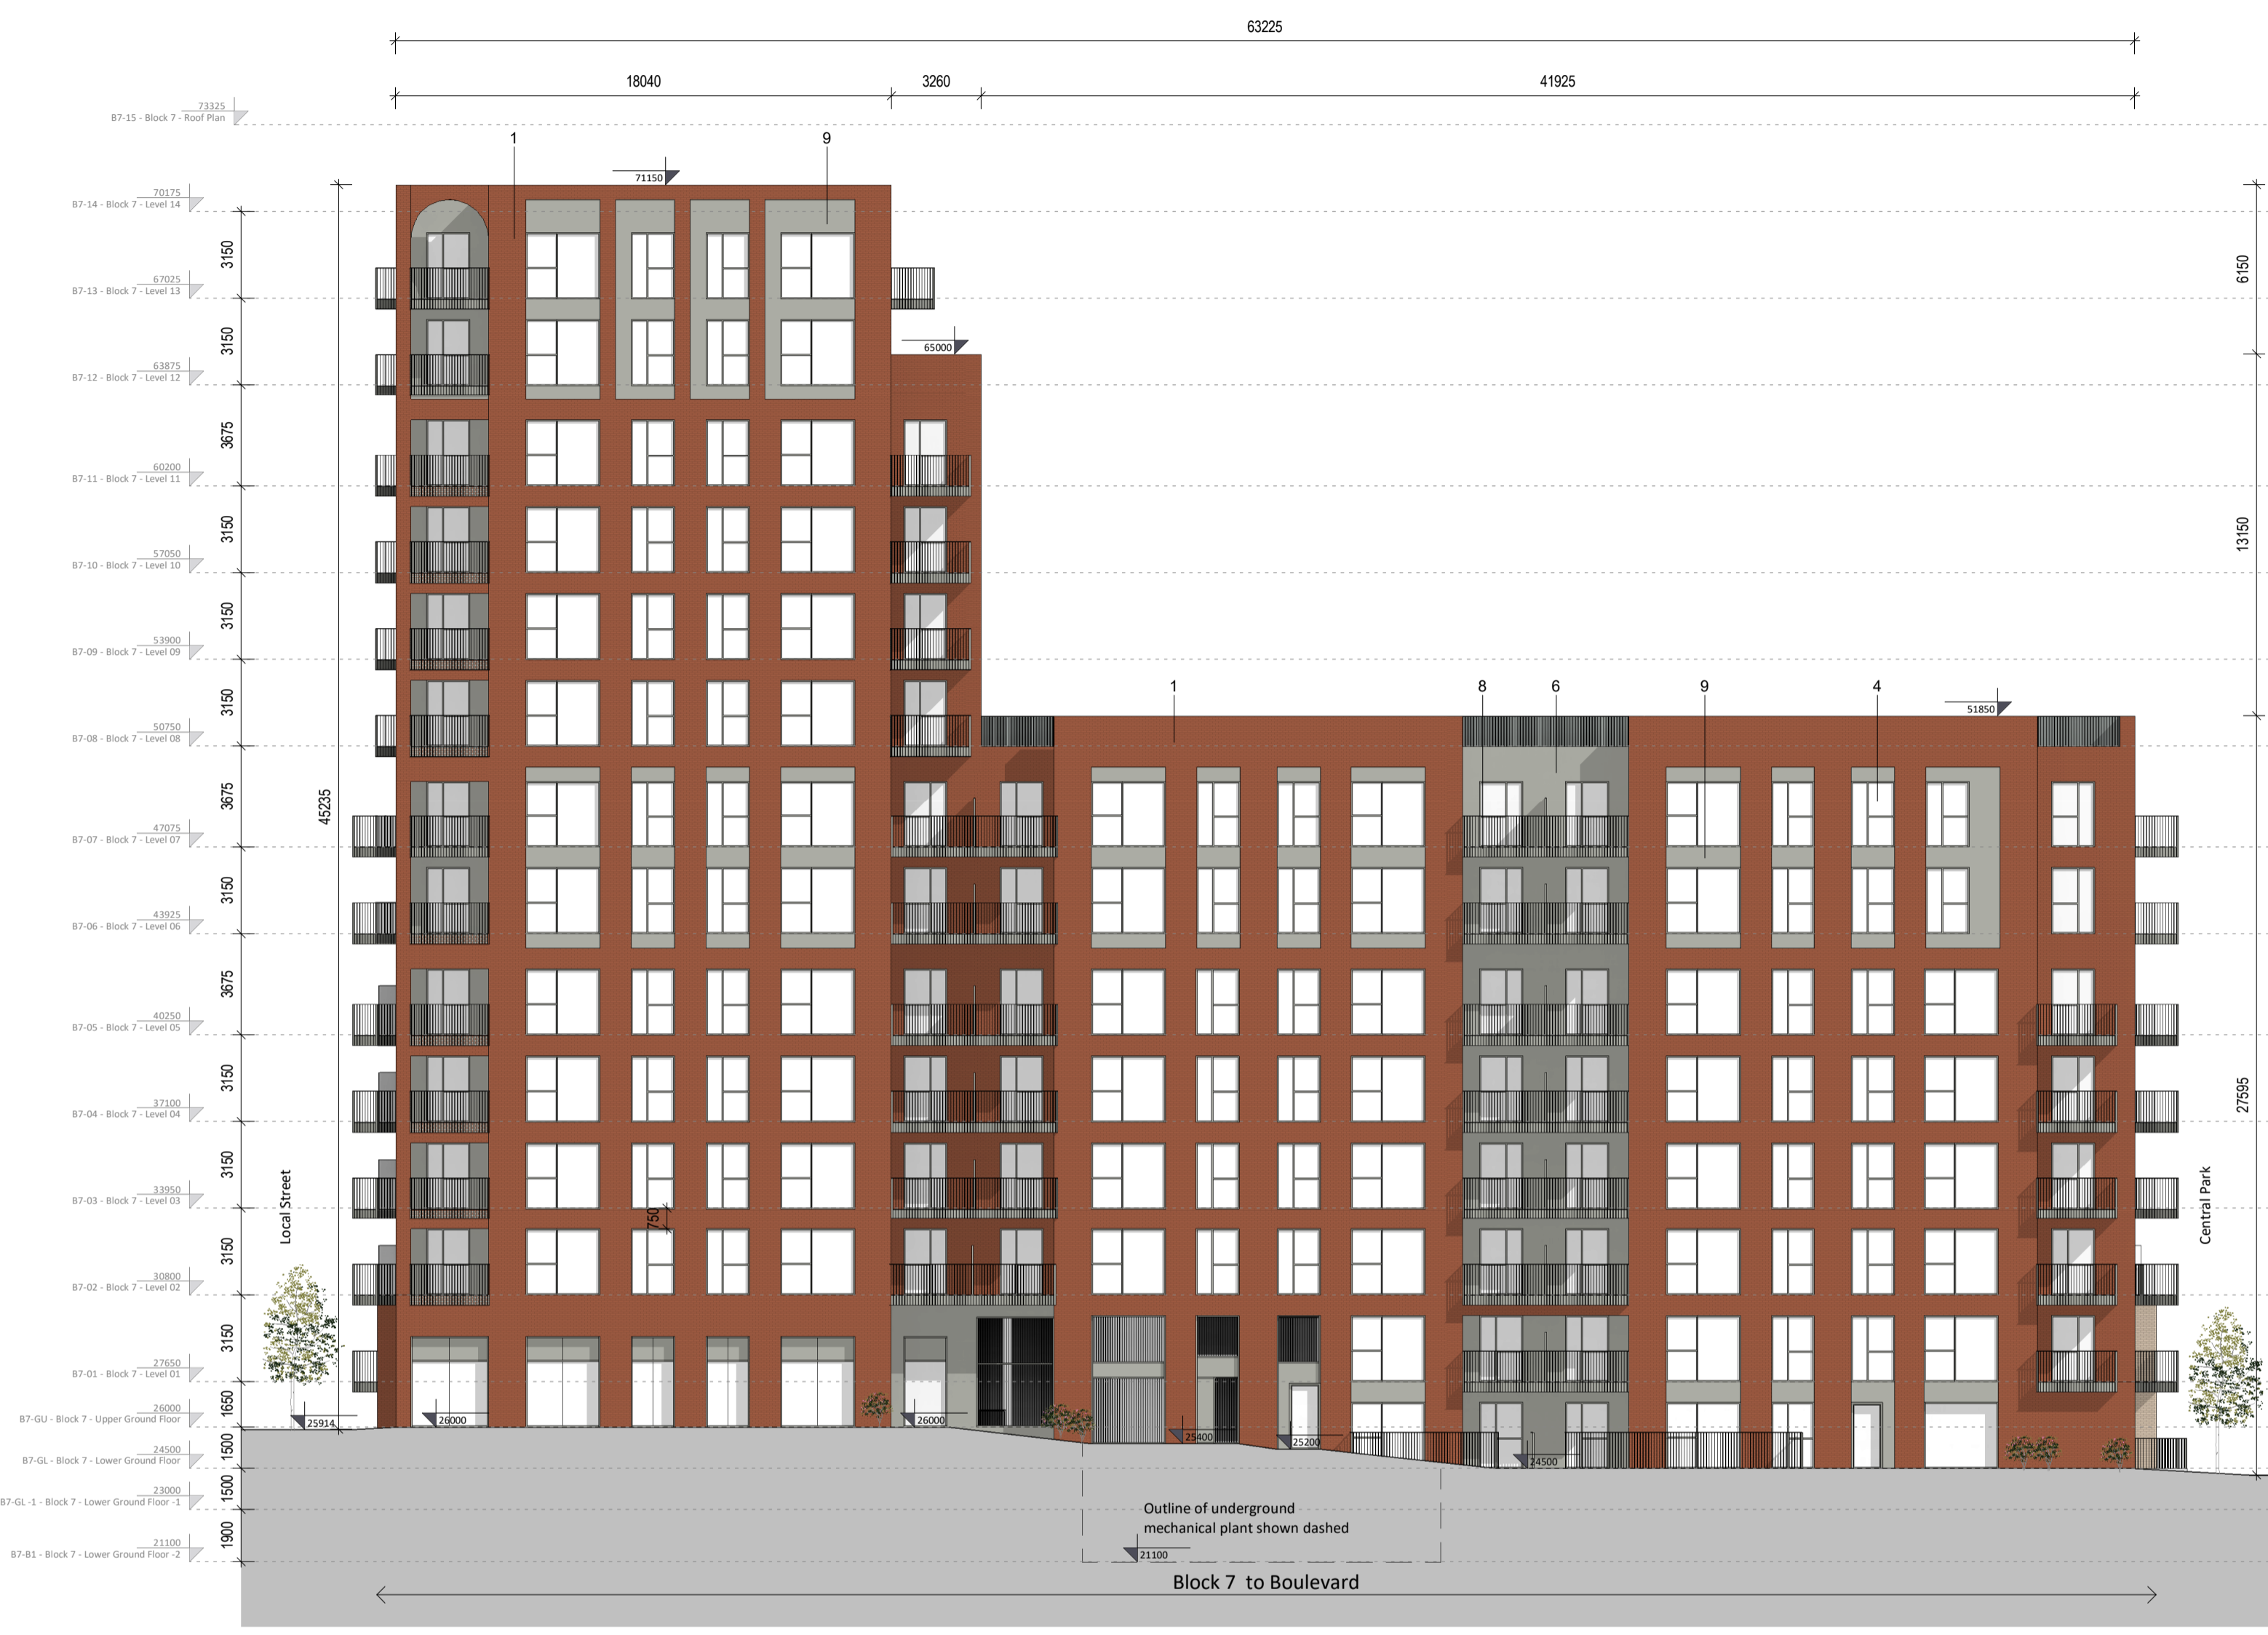 63225
18040 3260 41925
73325
B7-15 - Block 7 - Roof Plan
1 9
71150
70175
B7-14 - Block 7 - Level 14
3150
6150
67025
B7-13 - Block 7 - Level 13
3150
65000
63875
B7-12 - Block 7 - Level 12
3675
60200
B7-11 - Block 7 - Level 11
3150
13150
57050
B7-10 - Block 7 - Level 10
3150
53900
B7-09 - Block 7 - Level 09
3150
1 8 6 9 4
51850
50750
B7-08 - Block 7 - Level 08
3675
45235
47075
B7-07 - Block 7 - Level 07
3150
43925
B7-06 - Block 7 - Level 06
3675
40250
B7-05 - Block 7 - Level 05
3150
27595
37100
B7-04 - Block 7 - Level 04
3150
33950
B7-03 - Block 7 - Level 03
Local Street
Central Park
750
3150
30800
B7-02 - Block 7 - Level 02
3150
27650
B7-01 - Block 7 - Level 01
1650
26000
B7-GU - Block 7 - Upper Ground Floor
25914 26000 26000 25400 25200
1500
24500
B7-GL - Block 7 - Lower Ground Floor
24500
1500
23000
B7-GL -1 - Block 7 - Lower Ground Floor -1
1900
Outline of underground
mechanical plant shown dashed
21100
B7-B1 - Block 7 - Lower Ground Floor -2
21100
Block 7 to Boulevard